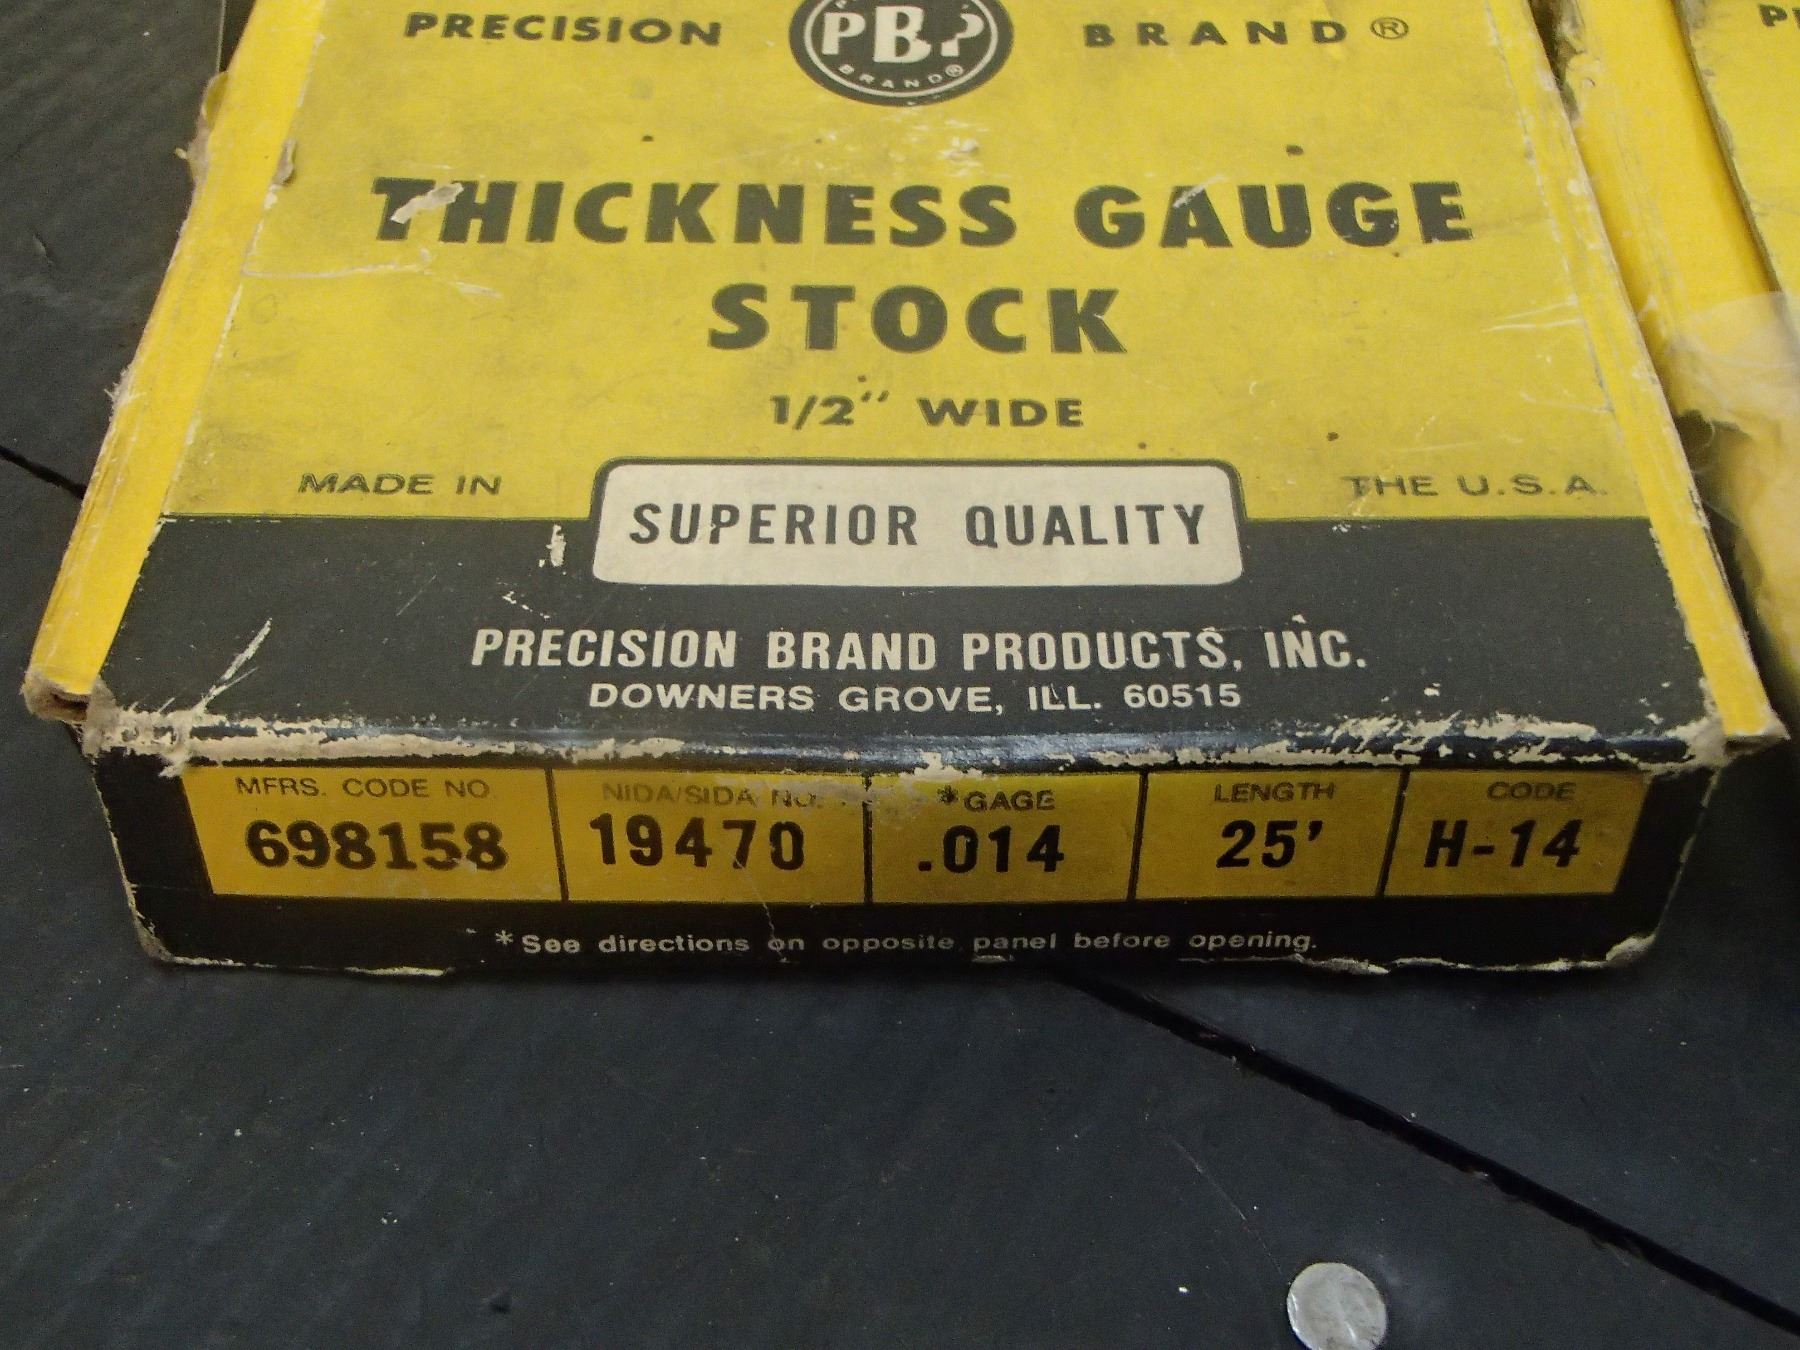 PRECISION PB? BRAND®
BRAND®
THICKNESS GAUGE
STOCK
1/2" WIDE
MADE IN THE U.S.A.
SUPERIOR QUALITY
PRECISION BRAND PRODUCTS, INC.
DOWNERS GROVE, ILL. 60515
MFRS. CODE NO. NIDA/SIDA NO. *GAGE LENGTH CODE
698158 19470 .014 25' H-14
*See directions on opposite panel before opening.